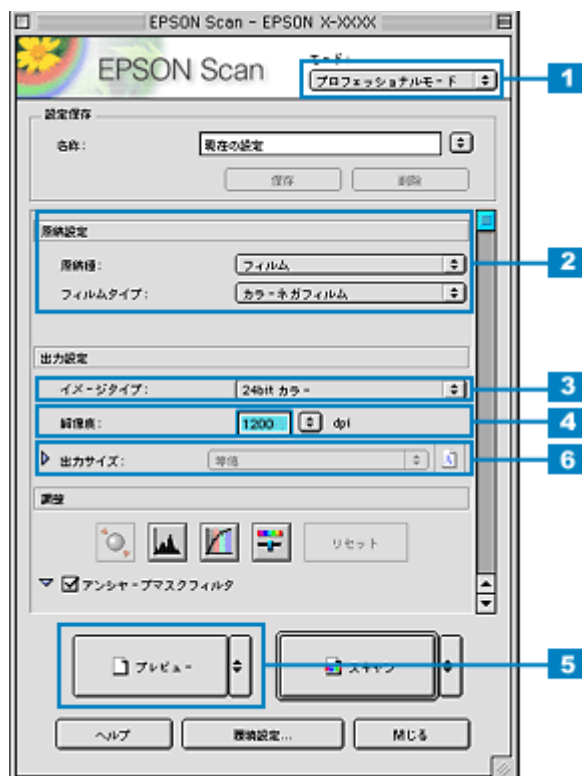 EPSON Scan - EPSON X-XXXX
EPSON Scan
モード:
プロフェッショナルモード
1
設定保存
名称:
現在の設定
保存
削除
原稿設定
2
原稿種:
フィルム
フィルムタイプ:
カラーネガフィルム
出力設定
イメージタイプ:
24bit カラー
3
解像度:
1200
dpi
4
出力サイズ:
等倍
6
調整
リセット
アンシャープマスクフィルタ
プレビュー
スキャン
5
ヘルプ
環境設定...
閉じる